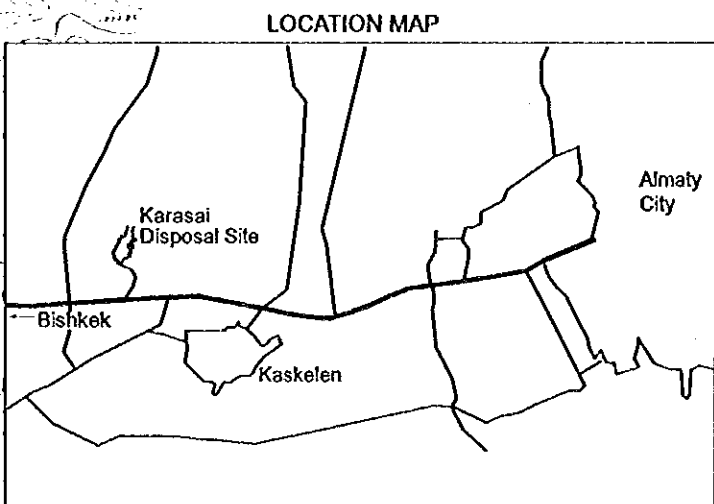 LOCATION MAP
Almaty
City
Karasai
Disposal Site
←Bishkek
Kaskelen